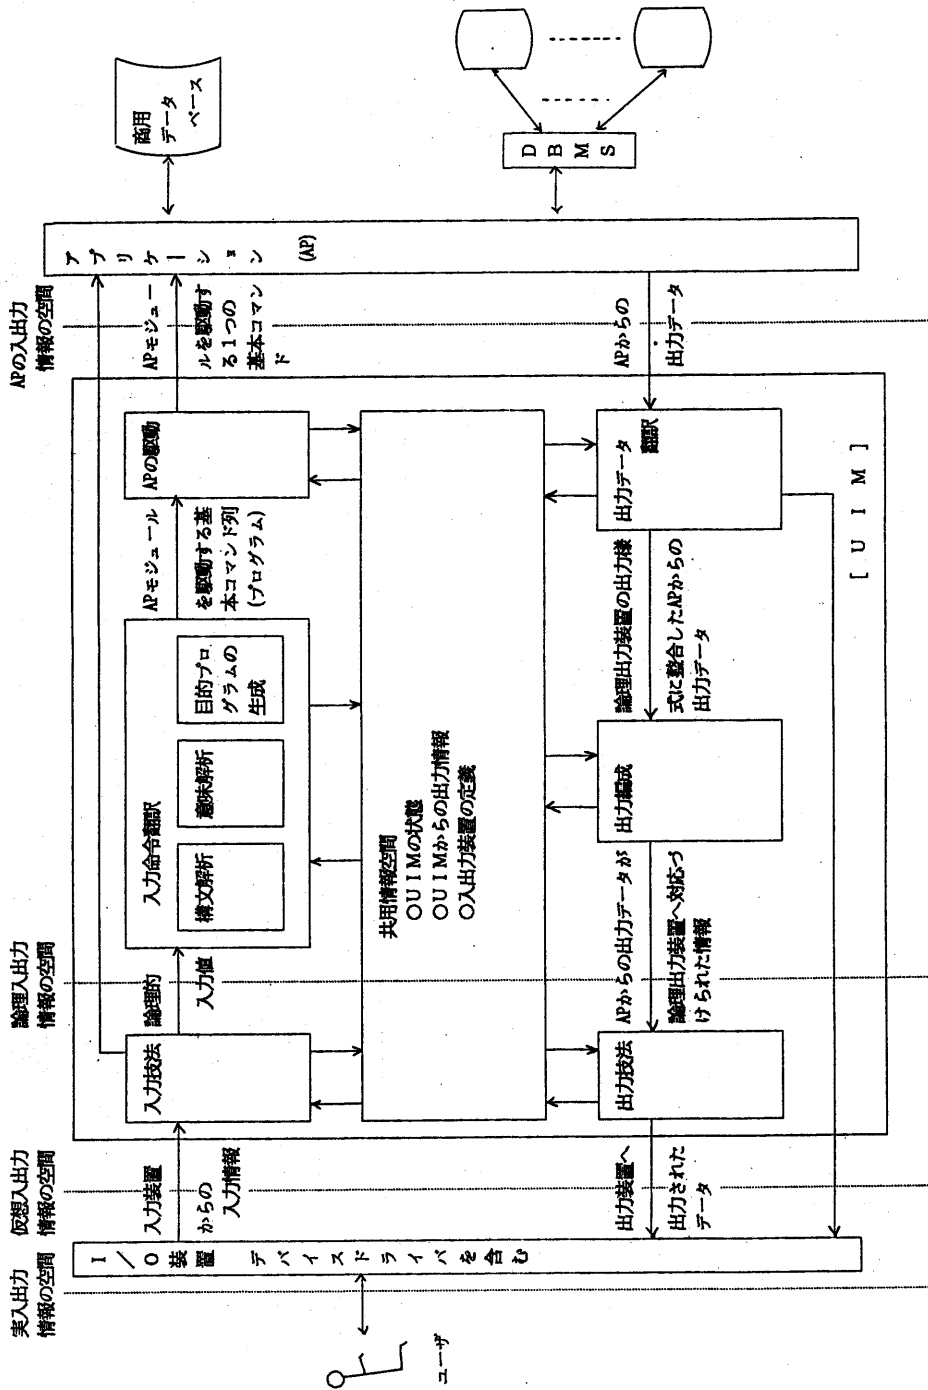 実入出力
情報の空間
仮想入出力
情報の空間
論理入出力
情報の空間
APの入出力
情報の空間
ユーザ
I/O装置 デバイスドライバを含む
入力装置
からの
入力情報
入力技法
論理的
入力値
入力命令翻訳
構文解析
意味解析
目的プロ
グラムの
生成
APモジュール
を駆動する基
本コマンド列
(プログラム)
APの駆動
APモジュー
ルを駆動す
る1つの
基本コマン
ド
アプリケーション (AP)
商用
データ
ベース
DBMS
共用情報空間
○UIMの状態
○UIMからの出力情報
○入出力装置の定義
出力装置へ
出力された
データ
出力技法
APからの出力データが
論理出力装置へ対応づ
けられた情報
出力編成
論理出力装置の出力様
式に整合したAPからの
出力データ
出力データ
翻訳
APからの
出力データ
[UIM]